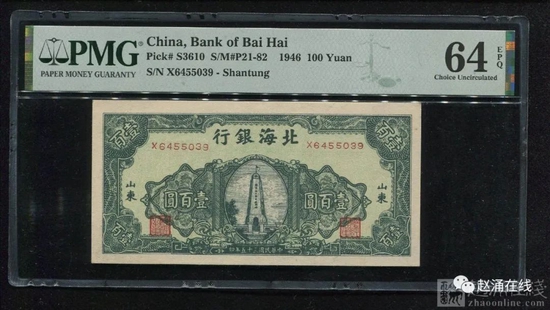 PMG
PAPER MONEY GUARANTY
China, Bank of Bai Hai
Pick# S3610 S/M#P21-82 1946 100 Yuan
S/N X6455039 - Shantung
64 EPQ
Choice Uncirculated
百壹
百壹
行銀海北
X6455039
X6455039
山東
山東
圓百壹
圓百壹
百壹
百壹
赵涌在线
www.zhaoonline.com